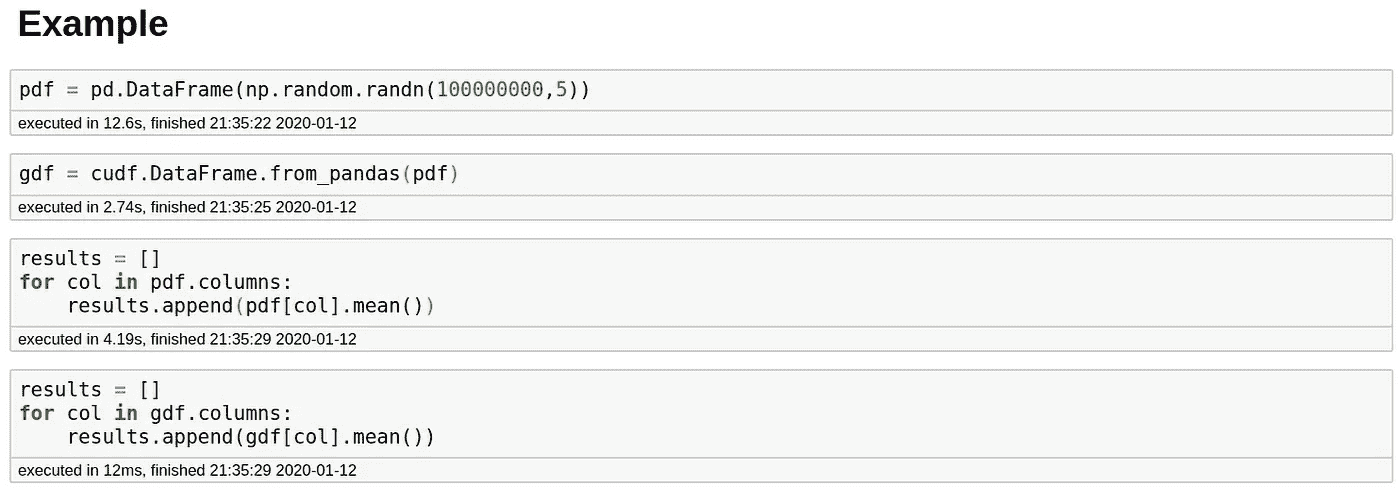 Example
pdf = pd.DataFrame(np.random.randn(100000000,5))
executed in 12.6s, finished 21:35:22 2020-01-12
gdf = cudf.DataFrame.from_pandas(pdf)
executed in 2.74s, finished 21:35:25 2020-01-12
results = []
for col in pdf.columns:
    results.append(pdf[col].mean())
executed in 4.19s, finished 21:35:29 2020-01-12
results = []
for col in gdf.columns:
    results.append(gdf[col].mean())
executed in 12ms, finished 21:35:29 2020-01-12